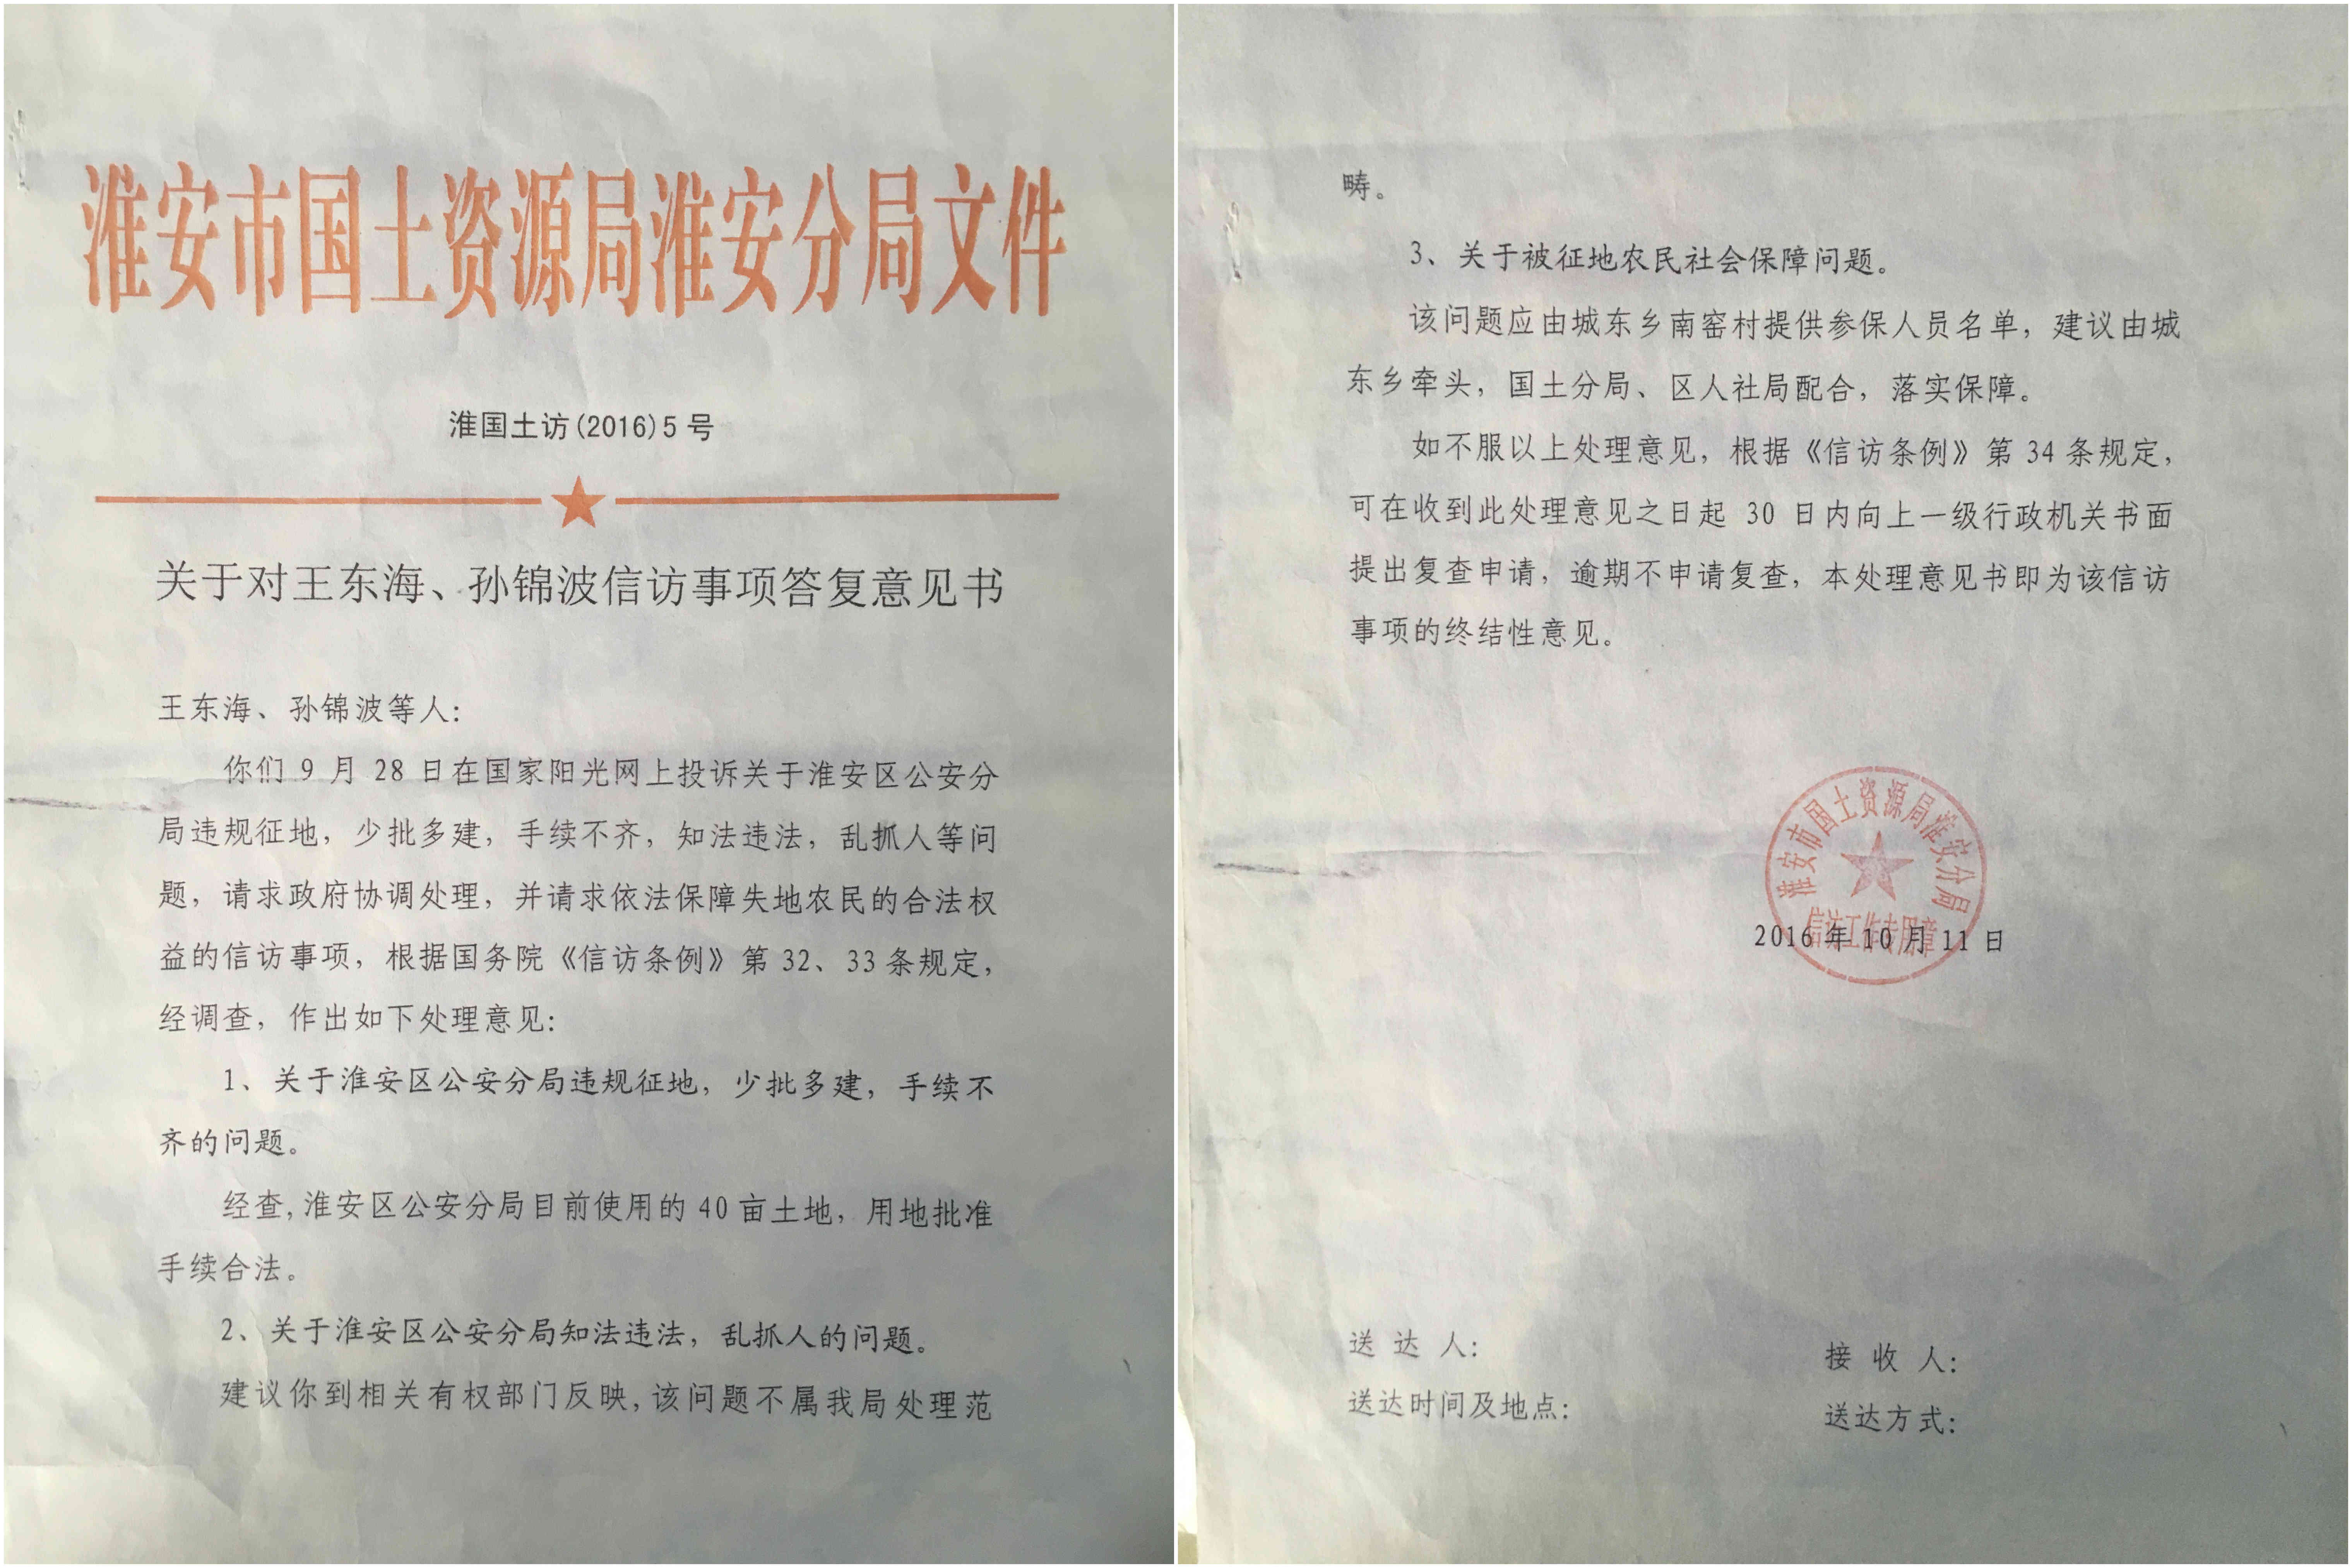 淮安市国土资源局淮安分局文件
淮国土访(2016)5号
关于对王东海、孙锦波信访事项答复意见书
王东海、孙锦波等人:
你们9月28日在国家阳光网上投诉关于淮安区公安分
局违规征地，少批多建，手续不齐，知法违法，乱抓人等问
题，请求政府协调处理，并请求依法保障失地农民的合法权
益的信访事项，根据国务院《信访条例》第32、33条规定，
经调查，作出如下处理意见:
1、关于淮安区公安分局违规征地，少批多建，手续不
齐的问题。
经查,淮安区公安分局目前使用的40亩土地，用地批准
手续合法。
2、关于淮安区公安分局知法违法，乱抓人的问题。
建议你到相关有权部门反映,该问题不属我局处理范
畴。
3、关于被征地农民社会保障问题。
该问题应由城东乡南窑村提供参保人员名单，建议由城
东乡牵头，国土分局、区人社局配合，落实保障。
如不服以上处理意见，根据《信访条例》第34条规定，
可在收到此处理意见之日起30日内向上一级行政机关书面
提出复查申请，逾期不申请复查，本处理意见书即为该信访
事项的终结性意见。
淮安市国土资源局淮安分局
信访工作专用章
2016年10月11日
送达人:
接收人:
送达时间及地点:
送达方式: